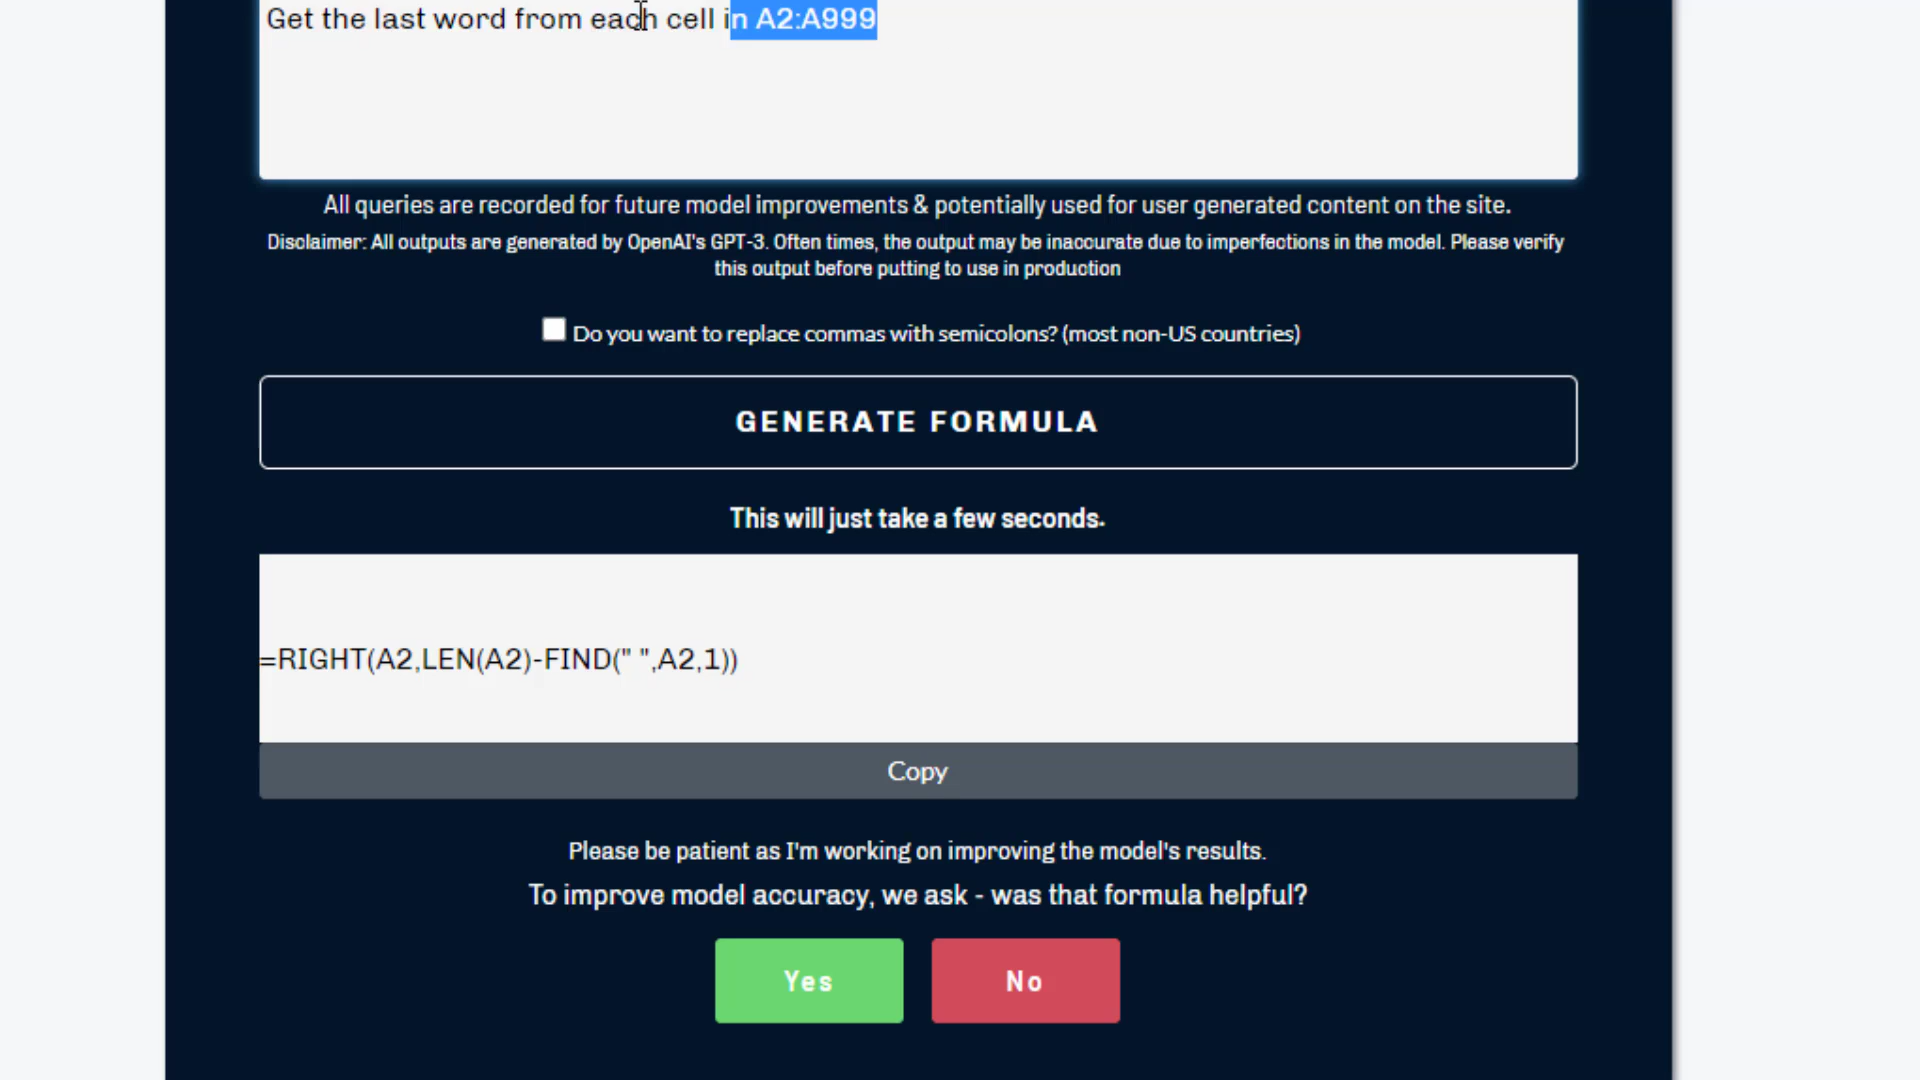 Get the last word from each cell in A2:A999
All queries are recorded for future model improvements & potentially used for user generated content on the site.
Disclaimer: All outputs are generated by OpenAI's GPT-3. Often times, the output may be inaccurate due to imperfections in the model. Please verify
this output before putting to use in production
Do you want to replace commas with semicolons? (most non-US countries)
GENERATE FORMULA
This will just take a few seconds.
=RIGHT(A2,LEN(A2)-FIND(" ",A2,1))
Copy
Please be patient as I'm working on improving the model's results.
To improve model accuracy, we ask - was that formula helpful?
Yes
No